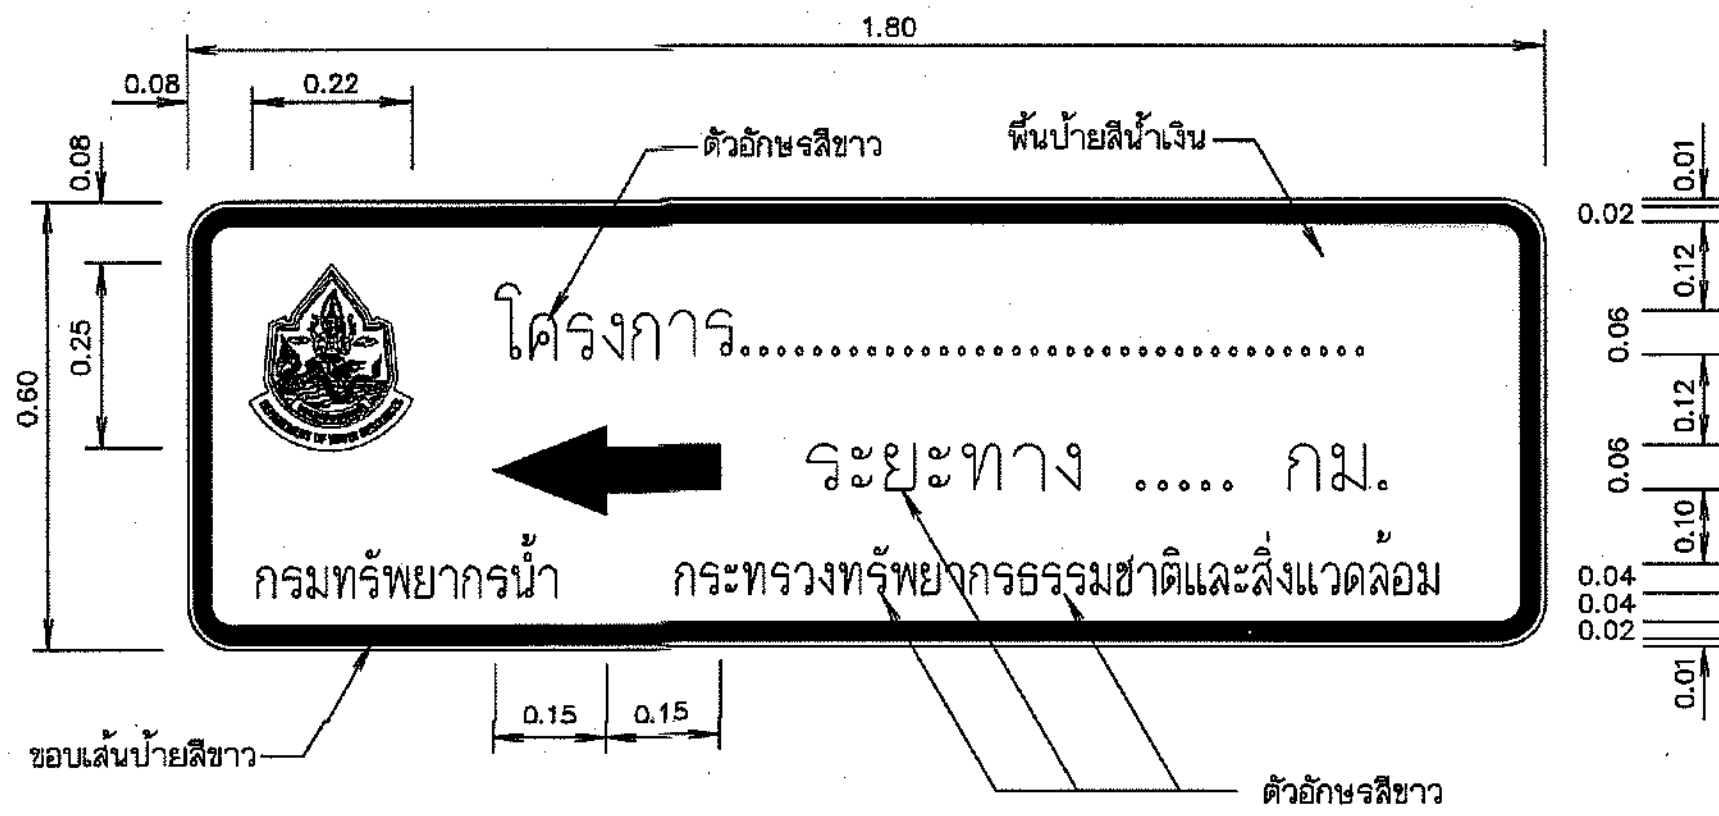 1.80
0.08 0.22
ตัวอักษรสีขาว พื้นป้ายสีน้ำเงิน
0.08 0.01
0.02
0.12
0.25 โครงการ................................... 0.06
0.60
0.12
ระยะทาง ..... กม. 0.06
0.10
กรมทรัพยากรน้ำ กระทรวงทรัพยากรธรรมชาติและสิ่งแวดล้อม 0.04
0.04
0.02
0.01
0.15 0.15
ขอบเส้นป้ายสีขาว
ตัวอักษรสีขาว